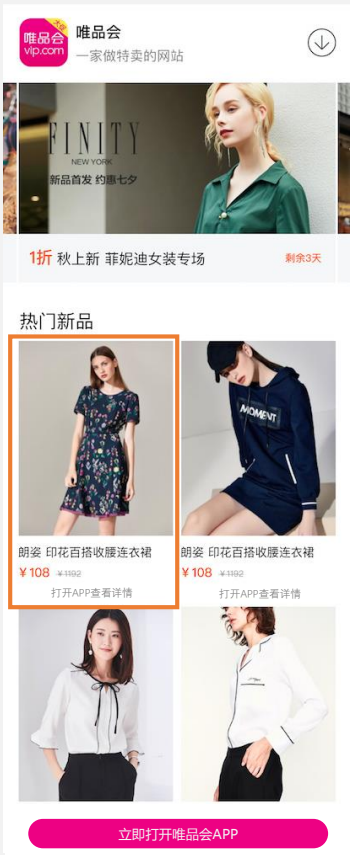 唯品会
vip.com
唯品会
一家做特卖的网站
FINITY
NEW YORK
新品首发 约惠七夕
1折 秋上新 菲妮迪女装专场
剩余3天
热门新品
MOMENT
朗姿 印花百搭收腰连衣裙
¥108 ¥1192
打开APP查看详情
朗姿 印花百搭收腰连衣裙
¥108 ¥1192
打开APP查看详情
立即打开唯品会APP